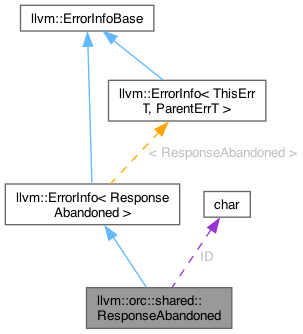 llvm::ErrorInfoBase
llvm::ErrorInfo< ThisErr
T, ParentErrT >
< ResponseAbandoned >
llvm::ErrorInfo< Response
Abandoned >
char
ID
llvm::orc::shared::
ResponseAbandoned